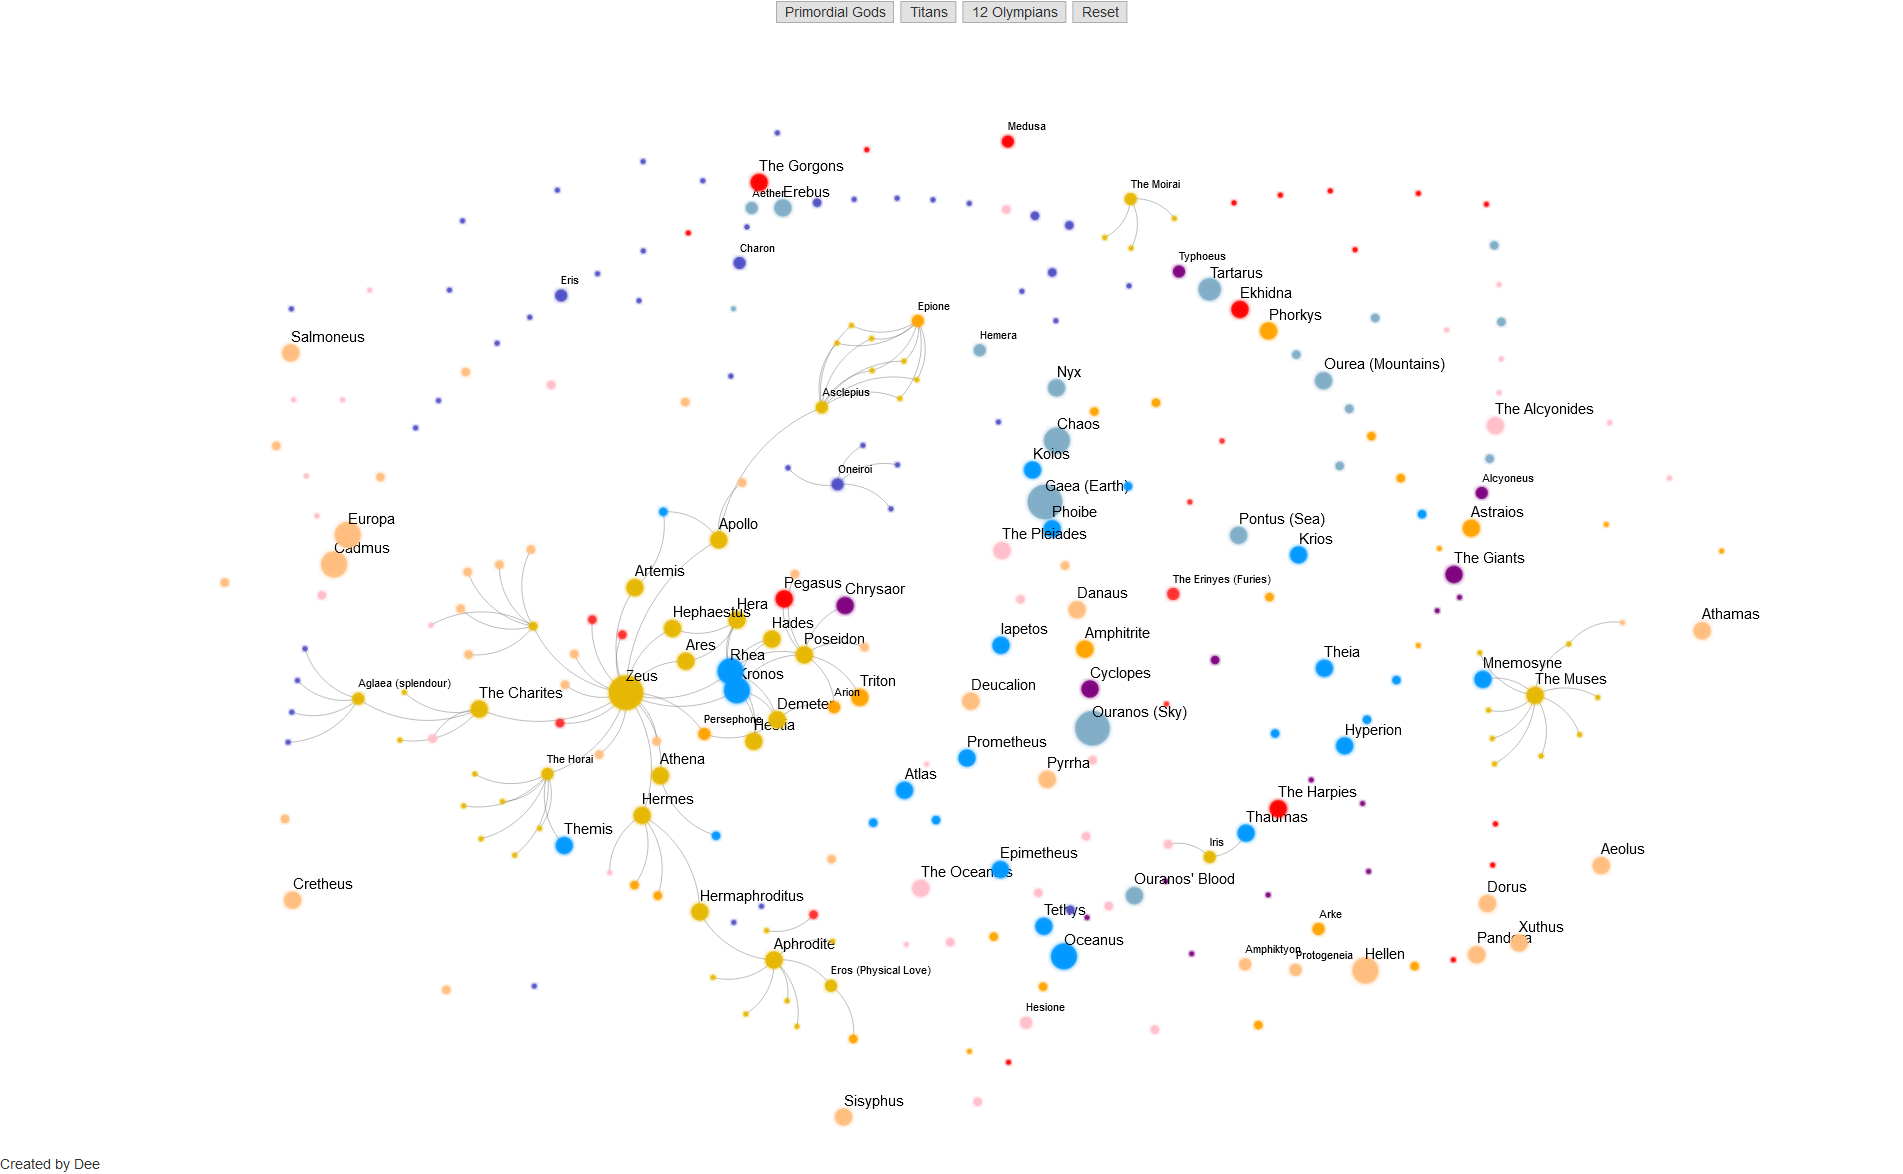 Primordial Gods
Titans
12 Olympians
Reset
Medusa
The Gorgons
Aether
Erebus
The Moirai
Charon
Typhoeus
Tartarus
Eris
Ekhidna
Epione
Phorkys
Salmoneus
Hemera
Nyx
Ourea (Mountains)
Asclepius
The Alcyonides
Chaos
Koios
Oneiroi
Alcyoneus
Gaea (Earth)
Phoibe
Astraios
Europa
Apollo
Pontus (Sea)
The Pleiades
Krios
Cadmus
The Giants
Artemis
Pegasus
Chrysaor
The Erinyes (Furies)
Danaus
Hera
Hephaestus
Hades
Athamas
Iapetos
Amphitrite
Poseidon
Ares
Rhea
Theia
Mnemosyne
Zeus
Kronos
Cyclopes
The Muses
Aglaea (splendour)
The Charites
Triton
Arion
Deucalion
Demeter
Ouranos (Sky)
Persephone
Hestia
Hyperion
Prometheus
The Horai
Athena
Pyrrha
Atlas
Hermes
The Harpies
Themis
Thaumas
Iris
Epimetheus
Aeolus
The Oceanids
Ouranos' Blood
Cretheus
Dorus
Hermaphroditus
Tethys
Arke
Xuthus
Oceanus
Pandora
Aphrodite
Amphiktyon
Protogeneia
Hellen
Eros (Physical Love)
Hesione
Sisyphus
Created by Dee